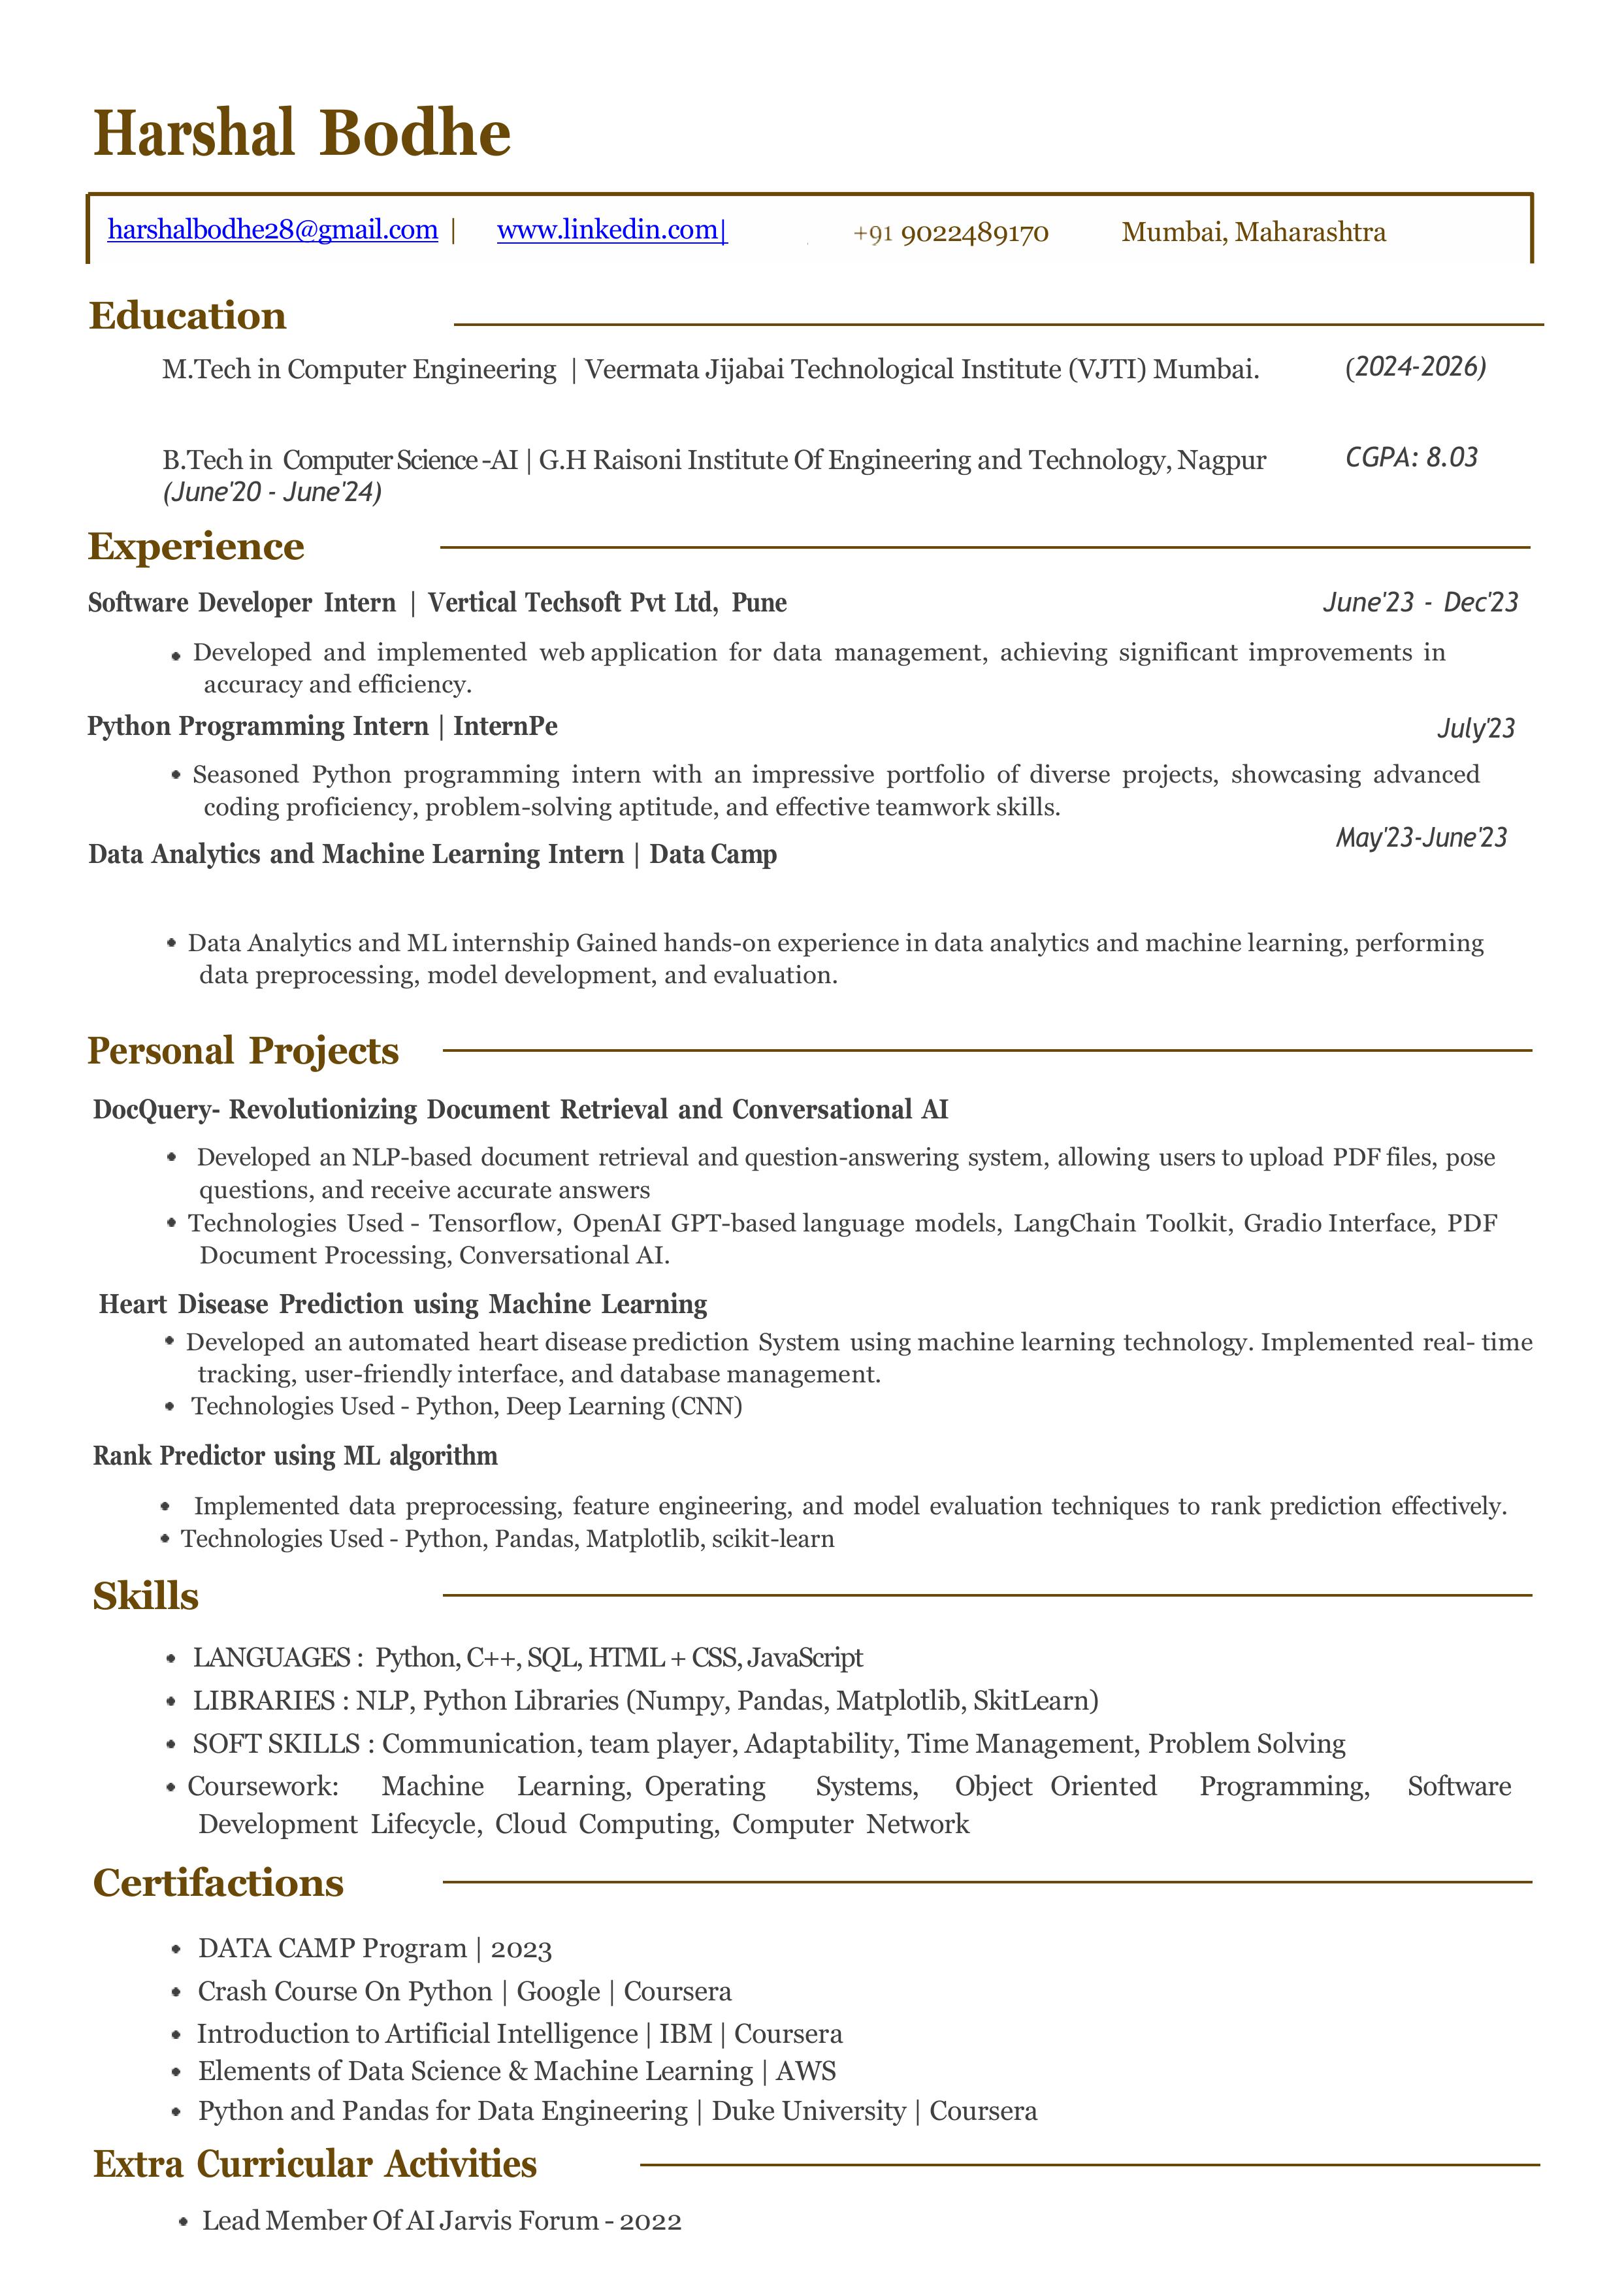 Harshal Bodhe
harshalbodhe28@gmail.com | www.linkedin.com| +91 9022489170 Mumbai, Maharashtra
Education
M.Tech in Computer Engineering | Veermata Jijabai Technological Institute (VJTI) Mumbai. (2024-2026)
B.Tech in Computer Science -AI | G.H Raisoni Institute Of Engineering and Technology, Nagpur CGPA: 8.03
(June'20 - June'24)
Experience
Software Developer Intern | Vertical Techsoft Pvt Ltd, Pune June'23 - Dec'23
• Developed and implemented web application for data management, achieving significant improvements in
accuracy and efficiency.
Python Programming Intern | InternPe July'23
• Seasoned Python programming intern with an impressive portfolio of diverse projects, showcasing advanced
coding proficiency, problem-solving aptitude, and effective teamwork skills.
Data Analytics and Machine Learning Intern | Data Camp May'23-June'23
• Data Analytics and ML internship Gained hands-on experience in data analytics and machine learning, performing
data preprocessing, model development, and evaluation.
Personal Projects
DocQuery- Revolutionizing Document Retrieval and Conversational AI
• Developed an NLP-based document retrieval and question-answering system, allowing users to upload PDF files, pose
questions, and receive accurate answers
• Technologies Used - Tensorflow, OpenAI GPT-based language models, LangChain Toolkit, Gradio Interface, PDF
Document Processing, Conversational AI.
Heart Disease Prediction using Machine Learning
• Developed an automated heart disease prediction System using machine learning technology. Implemented real- time
tracking, user-friendly interface, and database management.
• Technologies Used - Python, Deep Learning (CNN)
Rank Predictor using ML algorithm
• Implemented data preprocessing, feature engineering, and model evaluation techniques to rank prediction effectively.
• Technologies Used - Python, Pandas, Matplotlib, scikit-learn
Skills
• LANGUAGES : Python, C++, SQL, HTML + CSS, JavaScript
• LIBRARIES : NLP, Python Libraries (Numpy, Pandas, Matplotlib, SkitLearn)
• SOFT SKILLS : Communication, team player, Adaptability, Time Management, Problem Solving
• Coursework: Machine Learning, Operating Systems, Object Oriented Programming, Software
Development Lifecycle, Cloud Computing, Computer Network
Certifactions
• DATA CAMP Program | 2023
• Crash Course On Python | Google | Coursera
• Introduction to Artificial Intelligence | IBM | Coursera
• Elements of Data Science & Machine Learning | AWS
• Python and Pandas for Data Engineering | Duke University | Coursera
Extra Curricular Activities
• Lead Member Of AI Jarvis Forum - 2022